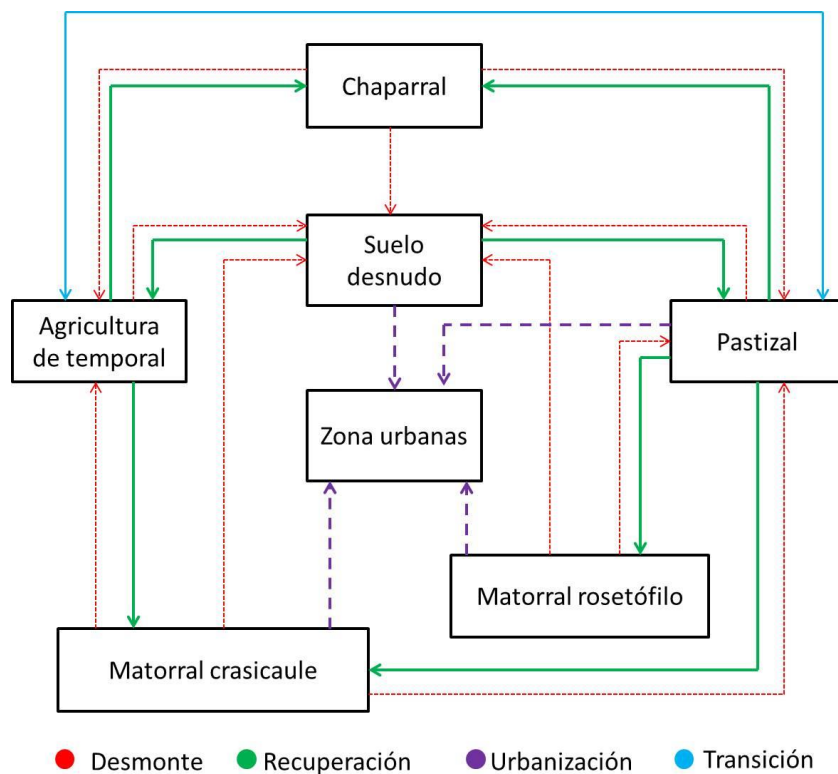 Chaparral
Suelo
desnudo
Agricultura
de temporal
Pastizal
Zona urbanas
Matorral rosetófilo
Matorral crasicaule
Desmonte
Recuperación
Urbanización
Transición